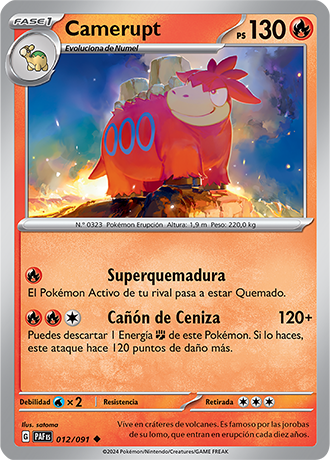 FASE 1
Camerupt
PS 130
Evoluciona de Numel
N.º 0323 Pokémon Erupción Altura: 1,9 m Peso: 220,0 kg
Superquemadura
El Pokémon Activo de tu rival pasa a estar Quemado.
Cañón de Ceniza 120+
Puedes descartar 1 Energía de este Pokémon. Si lo haces,
este ataque hace 120 puntos de daño más.
Debilidad ×2 Resistencia Retirada
Ilus. satoma
G PAF ES 012/091
Vive en cráteres de volcanes. Es famoso por las jorobas
de su lomo, que entran en erupción cada diez años.
©2024 Pokémon/Nintendo/Creatures/GAME FREAK